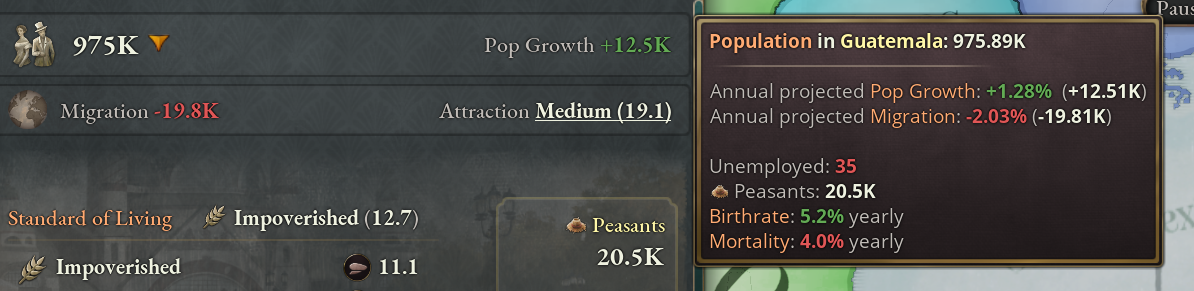 975K
Pop Growth +12.5K
Migration -19.8K
Attraction Medium (19.1)
Standard of Living
Impoverished (12.7)
Impoverished
11.1
Peasants
20.5K
Population in Guatemala: 975.89K
Annual projected Pop Growth: +1.28% (+12.51K)
Annual projected Migration: -2.03% (-19.81K)
Unemployed: 35
Peasants: 20.5K
Birthrate: 5.2% yearly
Mortality: 4.0% yearly